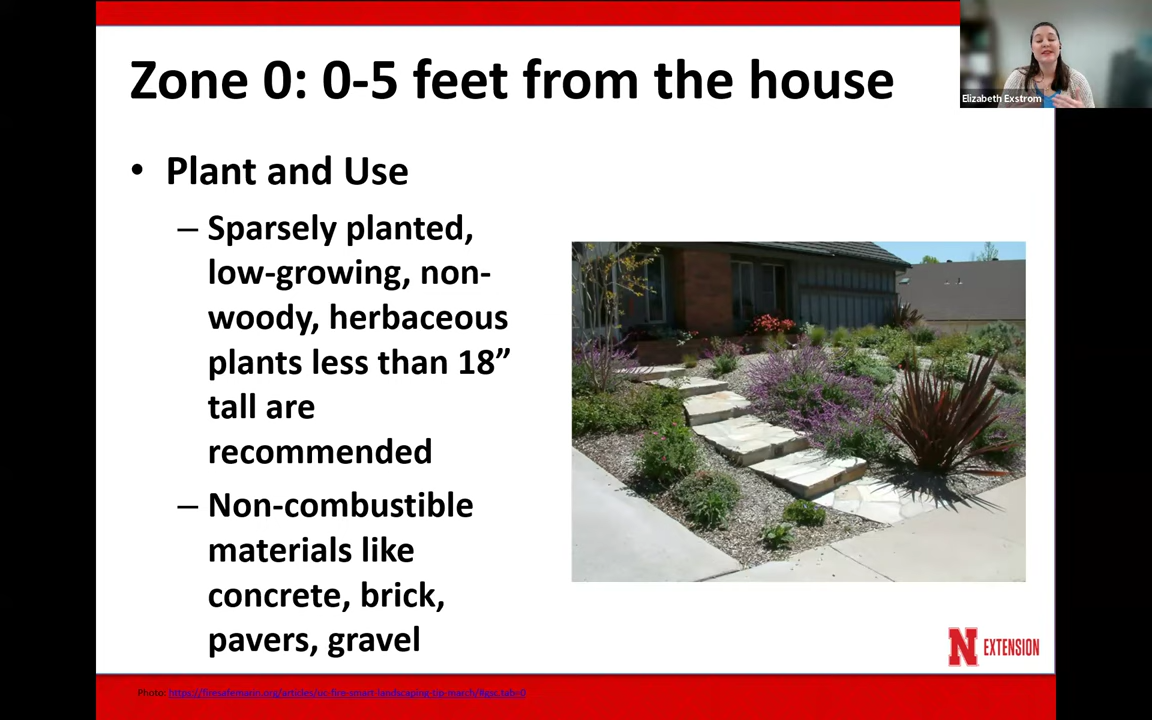 Zone 0: 0-5 feet from the house
Elizabeth Exstrom
• Plant and Use
– Sparsely planted,
low-growing, non-
woody, herbaceous
plants less than 18”
tall are
recommended
– Non-combustible
materials like
concrete, brick,
pavers, gravel
N EXTENSION
Photo: https://firesafemarin.org/articles/uc-fire-smart-landscaping-tip-march/#gsc.tab=0